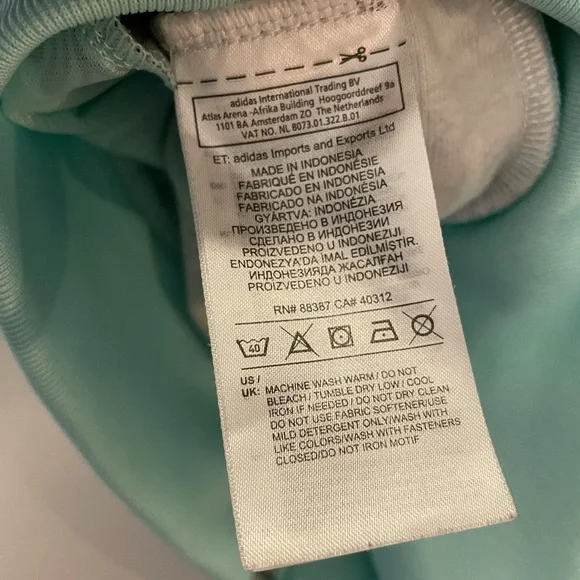 adidas International Trading BV
Atlas Arena -Afrika Building Hoogoorddreef 9a
1101 BA Amsterdam ZO The Netherlands
VAT NO. NL 8073.01.322.B.01
ET: adidas Imports and Exports Ltd
MADE IN INDONESIA
FABRIQUÉ EN INDONÉSIE
FABRICADO EN INDONESIA
FABRICADO NA INDONÉSIA
GYÁRTVA: INDONÉZIA
ПРОИЗВЕДЕНО В ИНДОНЕЗИЯ
СДЕЛАНО В ИНДОНЕЗИИ
PROIZVEDENO U INDONEZIJI
ENDONEZYA'DA İMAL EDİLMİŞTİR.
ИНДОНЕЗИЯДА ЖАСАЛҒАН
PROIZVEDENO U INDONEZIJI
RN# 88387 CA# 40312
40
US / UK: MACHINE WASH WARM / DO NOT
BLEACH / TUMBLE DRY LOW / COOL
IRON IF NEEDED / DO NOT DRY CLEAN
DO NOT USE FABRIC SOFTENER/USE
MILD DETERGENT ONLY/WASH WITH
LIKE COLORS/WASH WITH FASTENERS
CLOSED/DO NOT IRON MOTIF